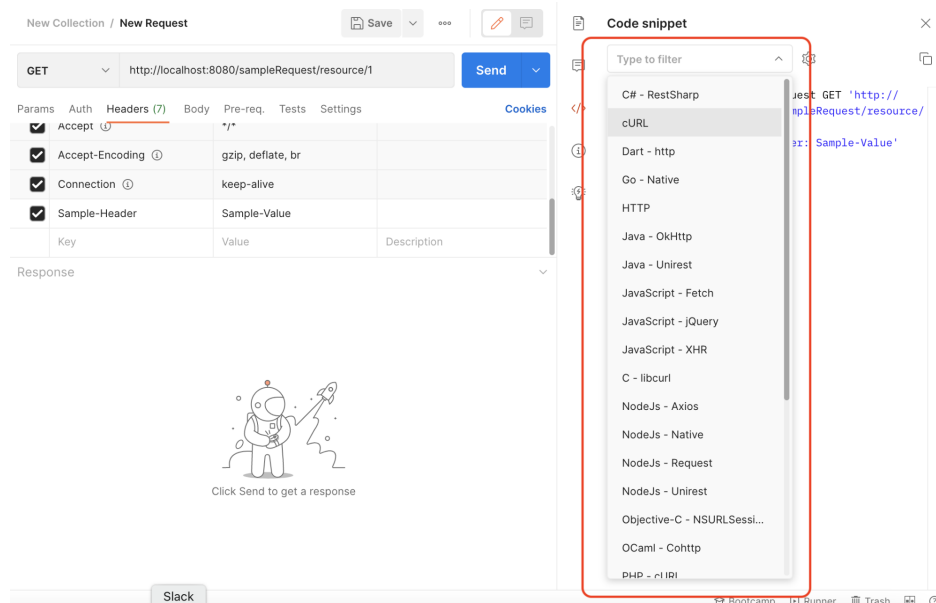 New Collection / New Request
Save
GET
http://localhost:8080/sampleRequest/resource/1
Send
Params Auth Headers (7) Body Pre-req. Tests Settings Cookies
Accept */*
Accept-Encoding gzip, deflate, br
Connection keep-alive
Sample-Header Sample-Value
Key Value Description
Response
Click Send to get a response
Slack
Code snippet
Type to filter
C# - RestSharp
cURL
Dart - http
Go - Native
HTTP
Java - OkHttp
Java - Unirest
JavaScript - Fetch
JavaScript - jQuery
JavaScript - XHR
C - libcurl
NodeJs - Axios
NodeJs - Native
NodeJs - Request
NodeJs - Unirest
Objective-C - NSURLSessi...
OCaml - Cohttp
PHP - cURL
GET 'http://
Request/resource/
Sample-Value'
Bootcamp Runner Trash